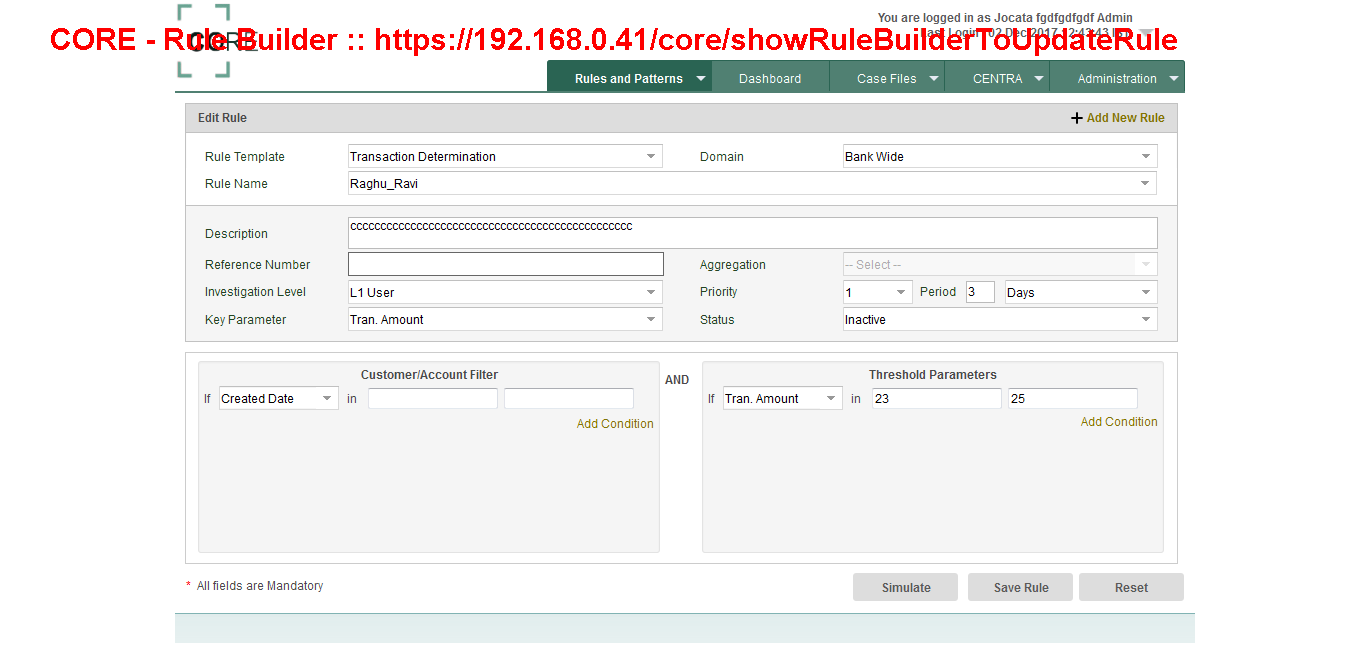 You are logged in as Jocata fgdfgdfgdf Admin
CORE - Rule Builder :: https://192.168.0.41/core/showRuleBuilderToUpdateRule
CORE
Last Login : 02 Dec 2017 12:43:43 IST
Rules and Patterns Dashboard Case Files CENTRA Administration
Edit Rule Add New Rule
Rule Template Transaction Determination Domain Bank Wide
Rule Name Raghu_Ravi
Description ccccccccccccccccccccccccccccccccccccccccccccccc
Reference Number Aggregation -- Select --
Investigation Level L1 User Priority 1 Period 3 Days
Key Parameter Tran. Amount Status Inactive
Customer/Account Filter AND Threshold Parameters
If Created Date in If Tran. Amount in 23 25
Add Condition Add Condition
* All fields are Mandatory Simulate Save Rule Reset